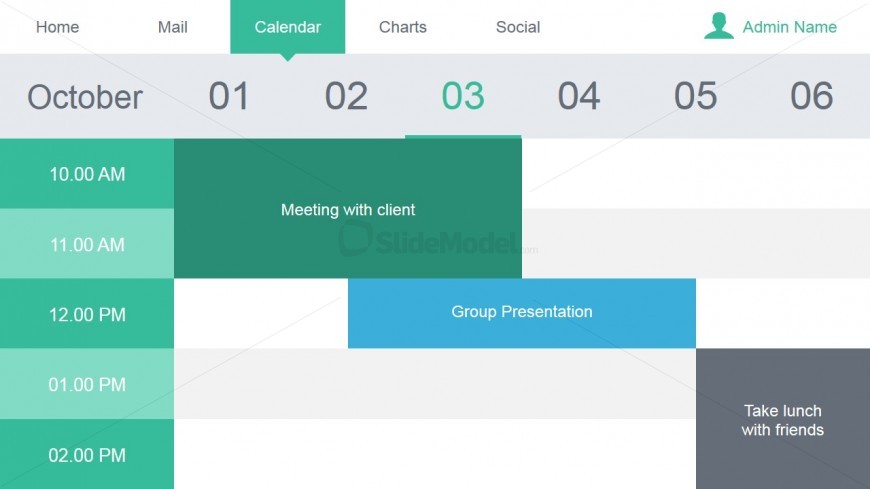 Home Mail Calendar Charts Social Admin Name
October 01 02 03 04 05 06
10.00 AM
Meeting with client
11.00 AM
SlideModel.com
12.00 PM
Group Presentation
01.00 PM
Take lunch
with friends
02.00 PM